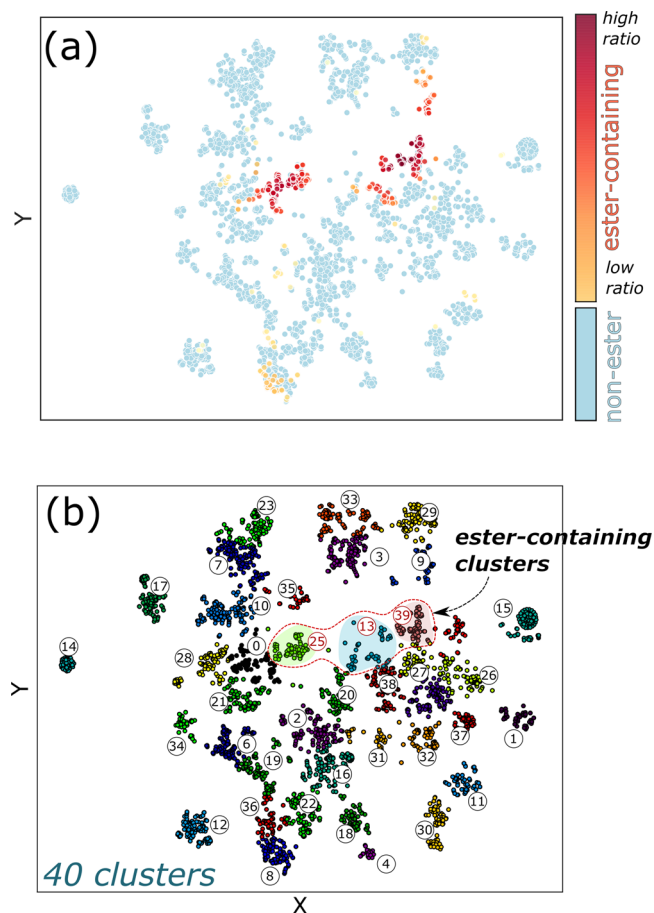 (a)
high
ratio
ester-containing
low
ratio
non-ester
Y
(b)
33
23
29
3
9
7
ester-containing
clusters
17
35
10
39
15
13
0
25
14
28
27
26
38
21
20
2
37
1
34
6
31
32
19
16
11
36
22
12
18
30
4
8
40 clusters
Y
X